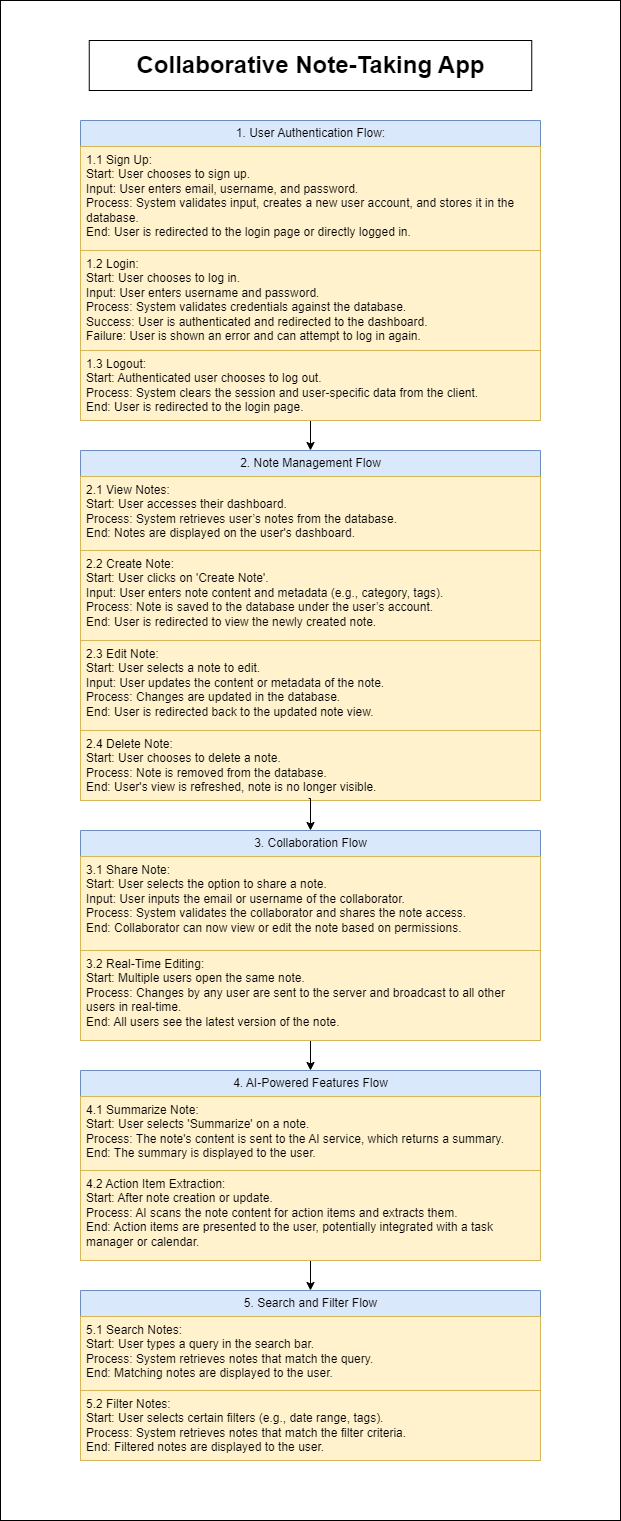 Collaborative Note-Taking App
1. User Authentication Flow:
1.1 Sign Up:
Start: User chooses to sign up.
Input: User enters email, username, and password.
Process: System validates input, creates a new user account, and stores it in the
database.
End: User is redirected to the login page or directly logged in.
1.2 Login:
Start: User chooses to log in.
Input: User enters username and password.
Process: System validates credentials against the database.
Success: User is authenticated and redirected to the dashboard.
Failure: User is shown an error and can attempt to log in again.
1.3 Logout:
Start: Authenticated user chooses to log out.
Process: System clears the session and user-specific data from the client.
End: User is redirected to the login page.
2. Note Management Flow
2.1 View Notes:
Start: User accesses their dashboard.
Process: System retrieves user’s notes from the database.
End: Notes are displayed on the user's dashboard.
2.2 Create Note:
Start: User clicks on 'Create Note'.
Input: User enters note content and metadata (e.g., category, tags).
Process: Note is saved to the database under the user’s account.
End: User is redirected to view the newly created note.
2.3 Edit Note:
Start: User selects a note to edit.
Input: User updates the content or metadata of the note.
Process: Changes are updated in the database.
End: User is redirected back to the updated note view.
2.4 Delete Note:
Start: User chooses to delete a note.
Process: Note is removed from the database.
End: User's view is refreshed, note is no longer visible.
3. Collaboration Flow
3.1 Share Note:
Start: User selects the option to share a note.
Input: User inputs the email or username of the collaborator.
Process: System validates the collaborator and shares the note access.
End: Collaborator can now view or edit the note based on permissions.
3.2 Real-Time Editing:
Start: Multiple users open the same note.
Process: Changes by any user are sent to the server and broadcast to all other
users in real-time.
End: All users see the latest version of the note.
4. AI-Powered Features Flow
4.1 Summarize Note:
Start: User selects 'Summarize' on a note.
Process: The note's content is sent to the AI service, which returns a summary.
End: The summary is displayed to the user.
4.2 Action Item Extraction:
Start: After note creation or update.
Process: AI scans the note content for action items and extracts them.
End: Action items are presented to the user, potentially integrated with a task
manager or calendar.
5. Search and Filter Flow
5.1 Search Notes:
Start: User types a query in the search bar.
Process: System retrieves notes that match the query.
End: Matching notes are displayed to the user.
5.2 Filter Notes:
Start: User selects certain filters (e.g., date range, tags).
Process: System retrieves notes that match the filter criteria.
End: Filtered notes are displayed to the user.